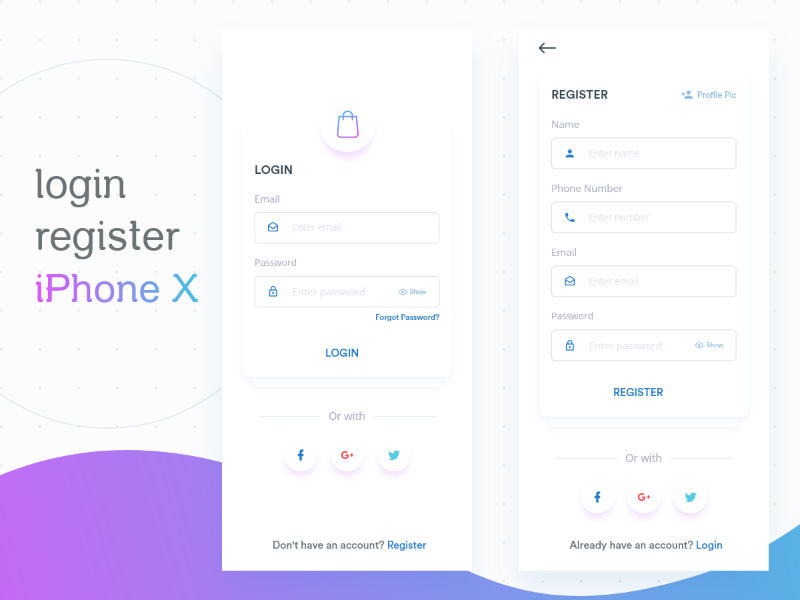 login
register
iPhone X
LOGIN
Email
Enter email
Password
Enter password
Show
Forgot Password?
LOGIN
Or with
G+
Don't have an account? Register
REGISTER
Profile Pic
Name
Enter name
Phone Number
Enter number
Email
Enter email
Password
Enter password
Show
REGISTER
Or with
G+
Already have an account? Login